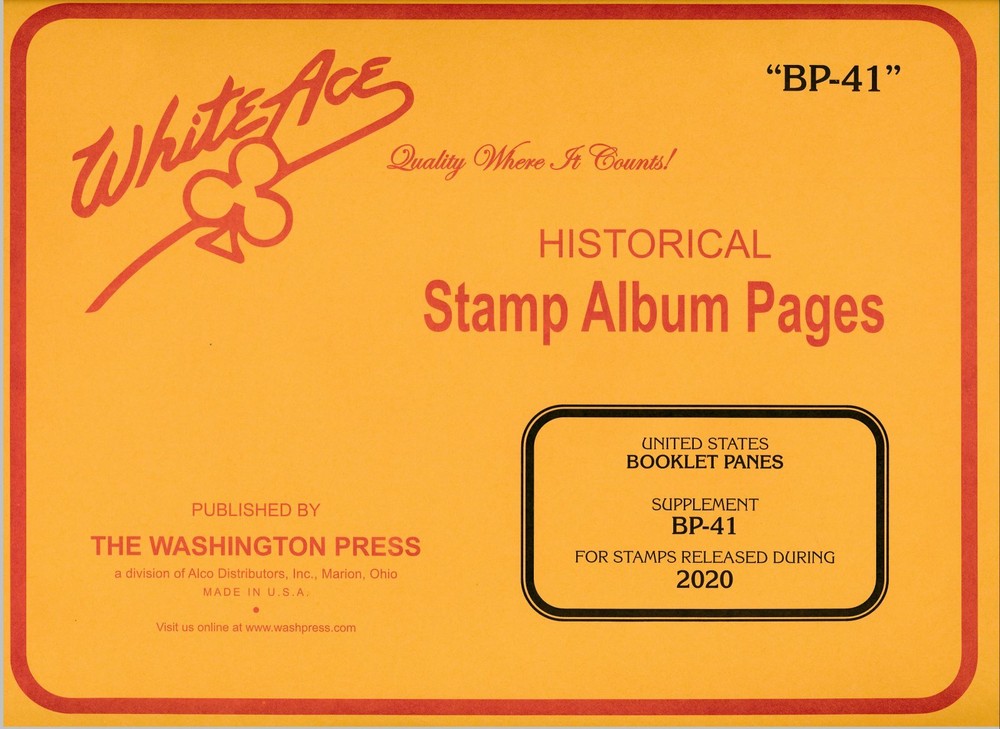 White Ace
"BP-41"
Quality Where It Counts!
HISTORICAL
Stamp Album Pages
UNITED STATES
BOOKLET PANES
SUPPLEMENT
BP-41
FOR STAMPS RELEASED DURING
2020
PUBLISHED BY
THE WASHINGTON PRESS
a division of Alco Distributors, Inc., Marion, Ohio
MADE IN U.S.A.
Visit us online at www.washpress.com